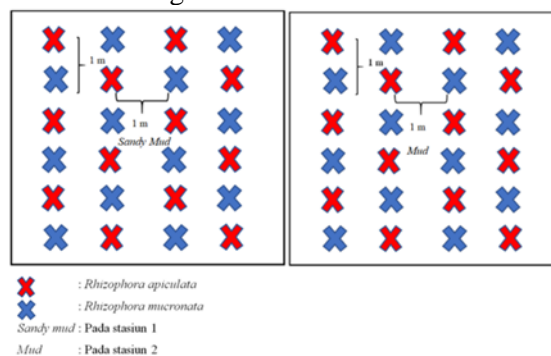 1 m
1 m
Sandy Mud
1 m
1 m
Mud
: Rhizophora apiculata
: Rhizophora mucronata
Sandy mud : Pada stasiun 1
Mud : Pada stasiun 2